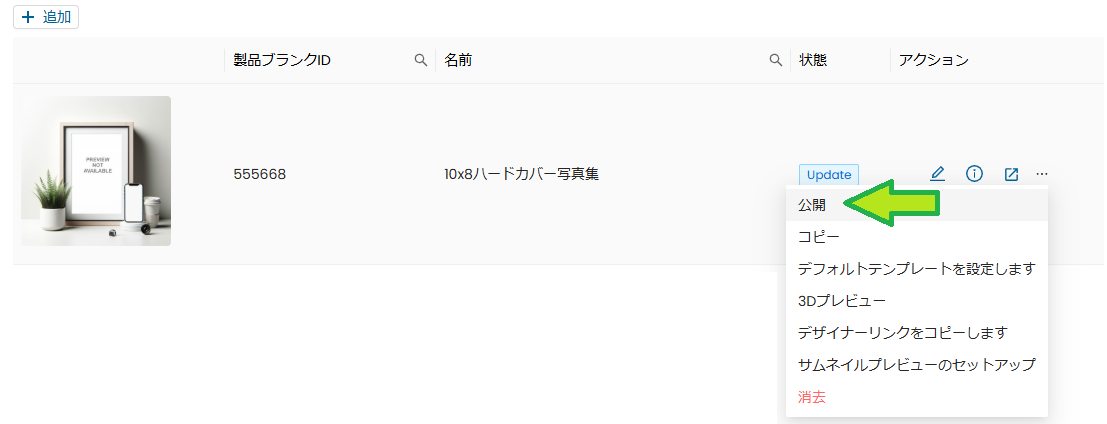 追加
製品ブランクID
名前
状態
アクション
PREVIEW
NOT
AVAILABLE
555668
10x8ハードカバー写真集
Update
公開
コピー
デフォルトテンプレートを設定します
3Dプレビュー
デザイナーリンクをコピーします
サムネイルプレビューのセットアップ
消去